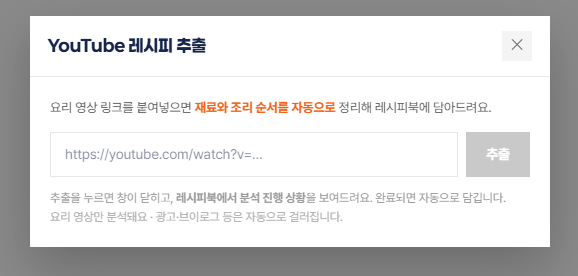 YouTube 레시피 추출
요리 영상 링크를 붙여넣으면 재료와 조리 순서를 자동으로 정리해 레시피북에 담아드려요.
https://youtube.com/watch?v=...
추출
추출을 누르면 창이 닫히고, 레시피북에서 분석 진행 상황을 보여드려요. 완료되면 자동으로 담깁니다.
요리 영상만 분석돼요 · 광고·브이로그 등은 자동으로 걸러집니다.